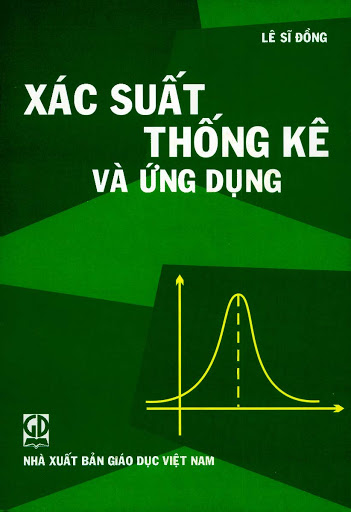 LÊ SĨ ĐỒNG
XÁC SUẤT
THỐNG KÊ
VÀ ỨNG DỤNG
GD
NHÀ XUẤT BẢN GIÁO DỤC VIỆT NAM